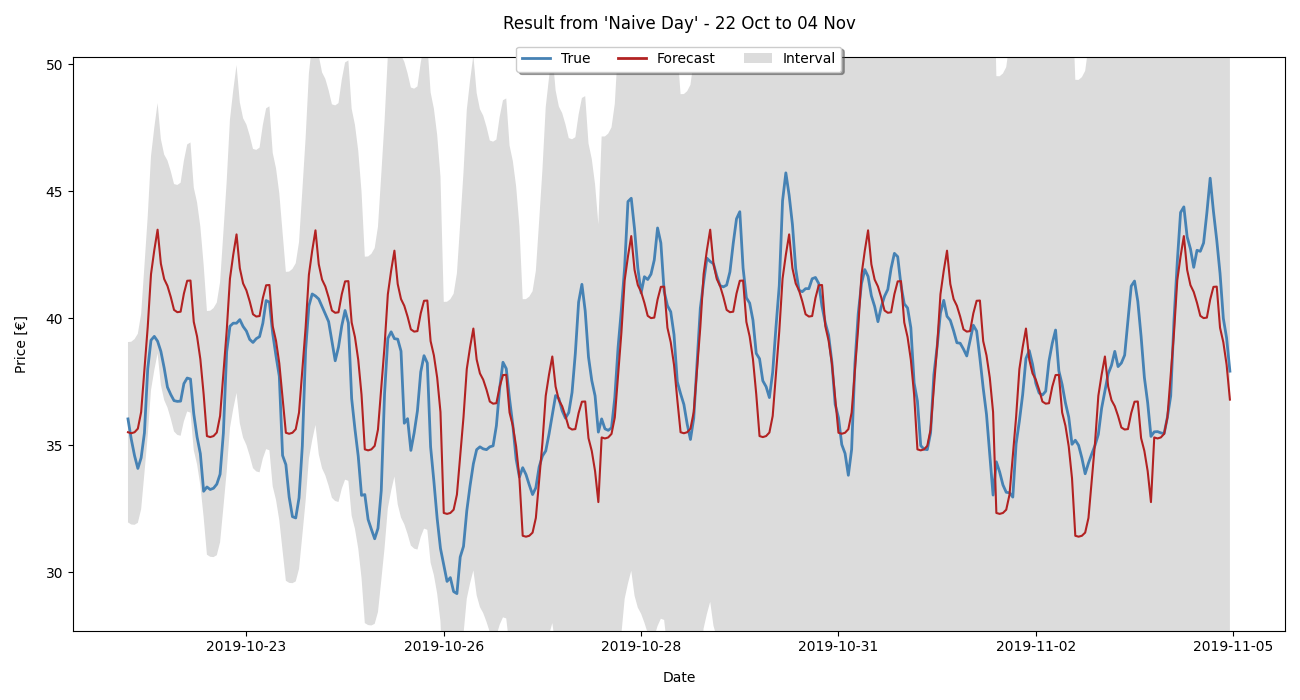 Result from 'Naive Day' - 22 Oct to 04 Nov
True Forecast Interval
50
45
40
35
30
Price [€]
2019-10-23 2019-10-26 2019-10-28 2019-10-31 2019-11-02 2019-11-05
Date